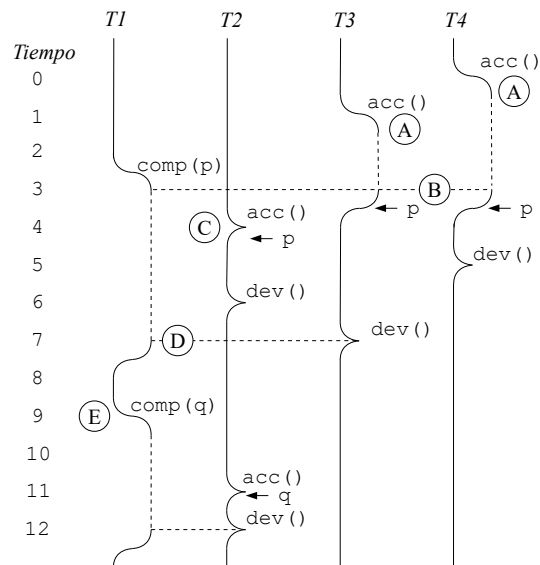 T1 T2 T3 T4
Tiempo
0 acc()
A
1 acc()
A
2
comp(p)
3 B
p p
4 C acc()
p
5 dev()
6 dev()
7 D dev()
8
9 E comp(q)
10
11 acc()
q
12 dev()